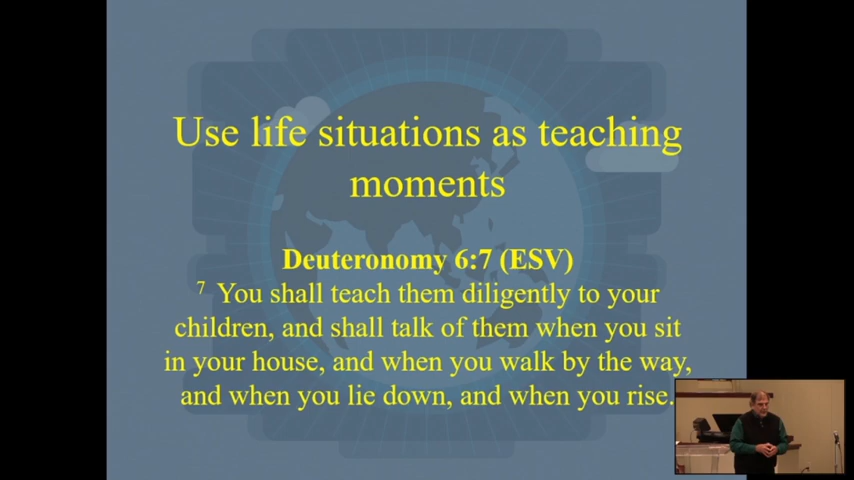 Use life situations as teaching
moments
Deuteronomy 6:7 (ESV)
7 You shall teach them diligently to your
children, and shall talk of them when you sit
in your house, and when you walk by the way,
and when you lie down, and when you rise.